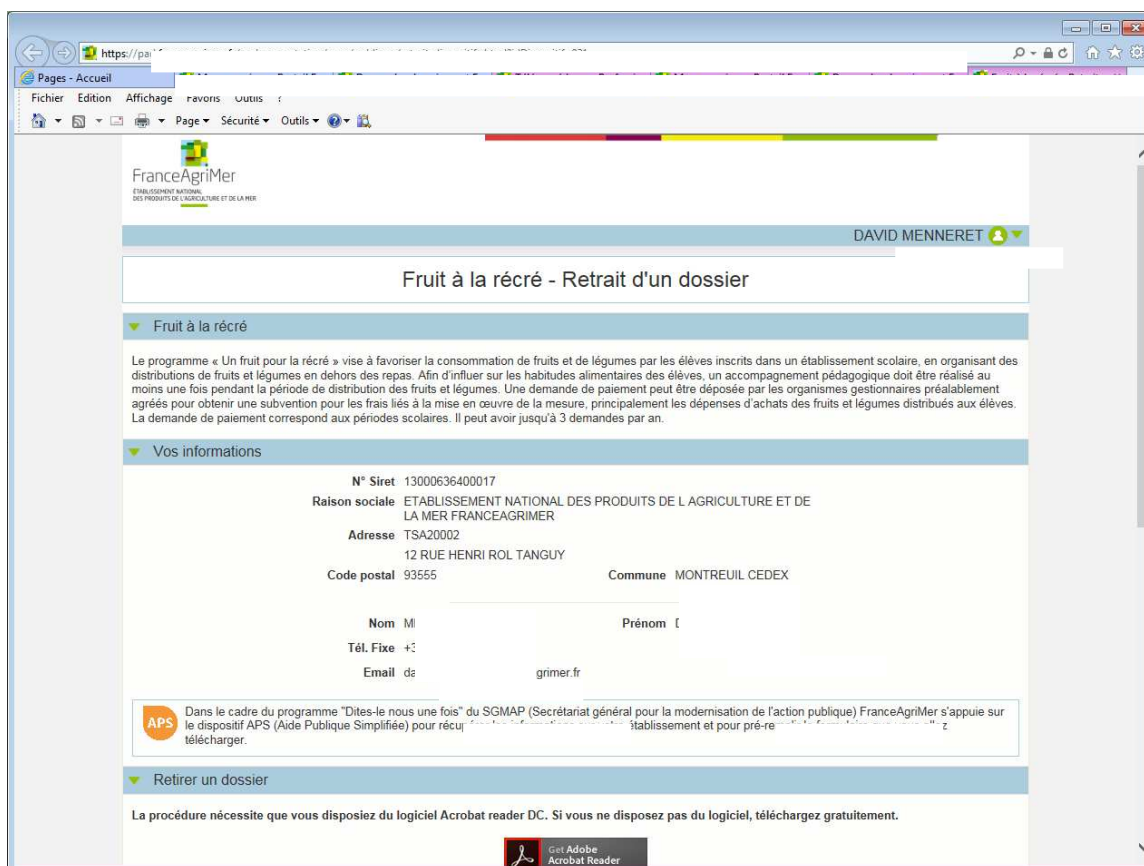 https://pa
Pages - Accueil
Fichier Edition Affichage Favoris Outils ?
Page Sécurité Outils
FranceAgriMer
ÉTABLISSEMENT NATIONAL
DES PRODUITS DE L'AGRICULTURE ET DE LA MER
DAVID MENNERET
Fruit à la récré - Retrait d'un dossier
Fruit à la récré
Le programme « Un fruit pour la récré » vise à favoriser la consommation de fruits et de légumes par les élèves inscrits dans un établissement scolaire, en organisant des
distributions de fruits et légumes en dehors des repas. Afin d'influer sur les habitudes alimentaires des élèves, un accompagnement pédagogique doit être réalisé au
moins une fois pendant la période de distribution des fruits et légumes. Une demande de paiement peut être déposée par les organismes gestionnaires préalablement
agréés pour obtenir une subvention pour les frais liés à la mise en œuvre de la mesure, principalement les dépenses d'achats des fruits et légumes distribués aux élèves.
La demande de paiement correspond aux périodes scolaires. Il peut avoir jusqu'à 3 demandes par an.
Vos informations
N° Siret 13000636400017
Raison sociale ETABLISSEMENT NATIONAL DES PRODUITS DE L AGRICULTURE ET DE
LA MER FRANCEAGRIMER
Adresse TSA20002
12 RUE HENRI ROL TANGUY
Code postal 93555 Commune MONTREUIL CEDEX
Nom Prénom
Tél. Fixe +3
Email da grimer.fr
Dans le cadre du programme "Dites-le nous une fois" du SGMAP (Secrétariat général pour la modernisation de l'action publique) FranceAgriMer s'appuie sur
APS le dispositif APS (Aide Publique Simplifiée) pour établissement et pour
télécharger.
Retirer un dossier
La procédure nécessite que vous disposiez du logiciel Acrobat reader DC. Si vous ne disposez pas du logiciel, téléchargez gratuitement.
Get Adobe
Acrobat Reader